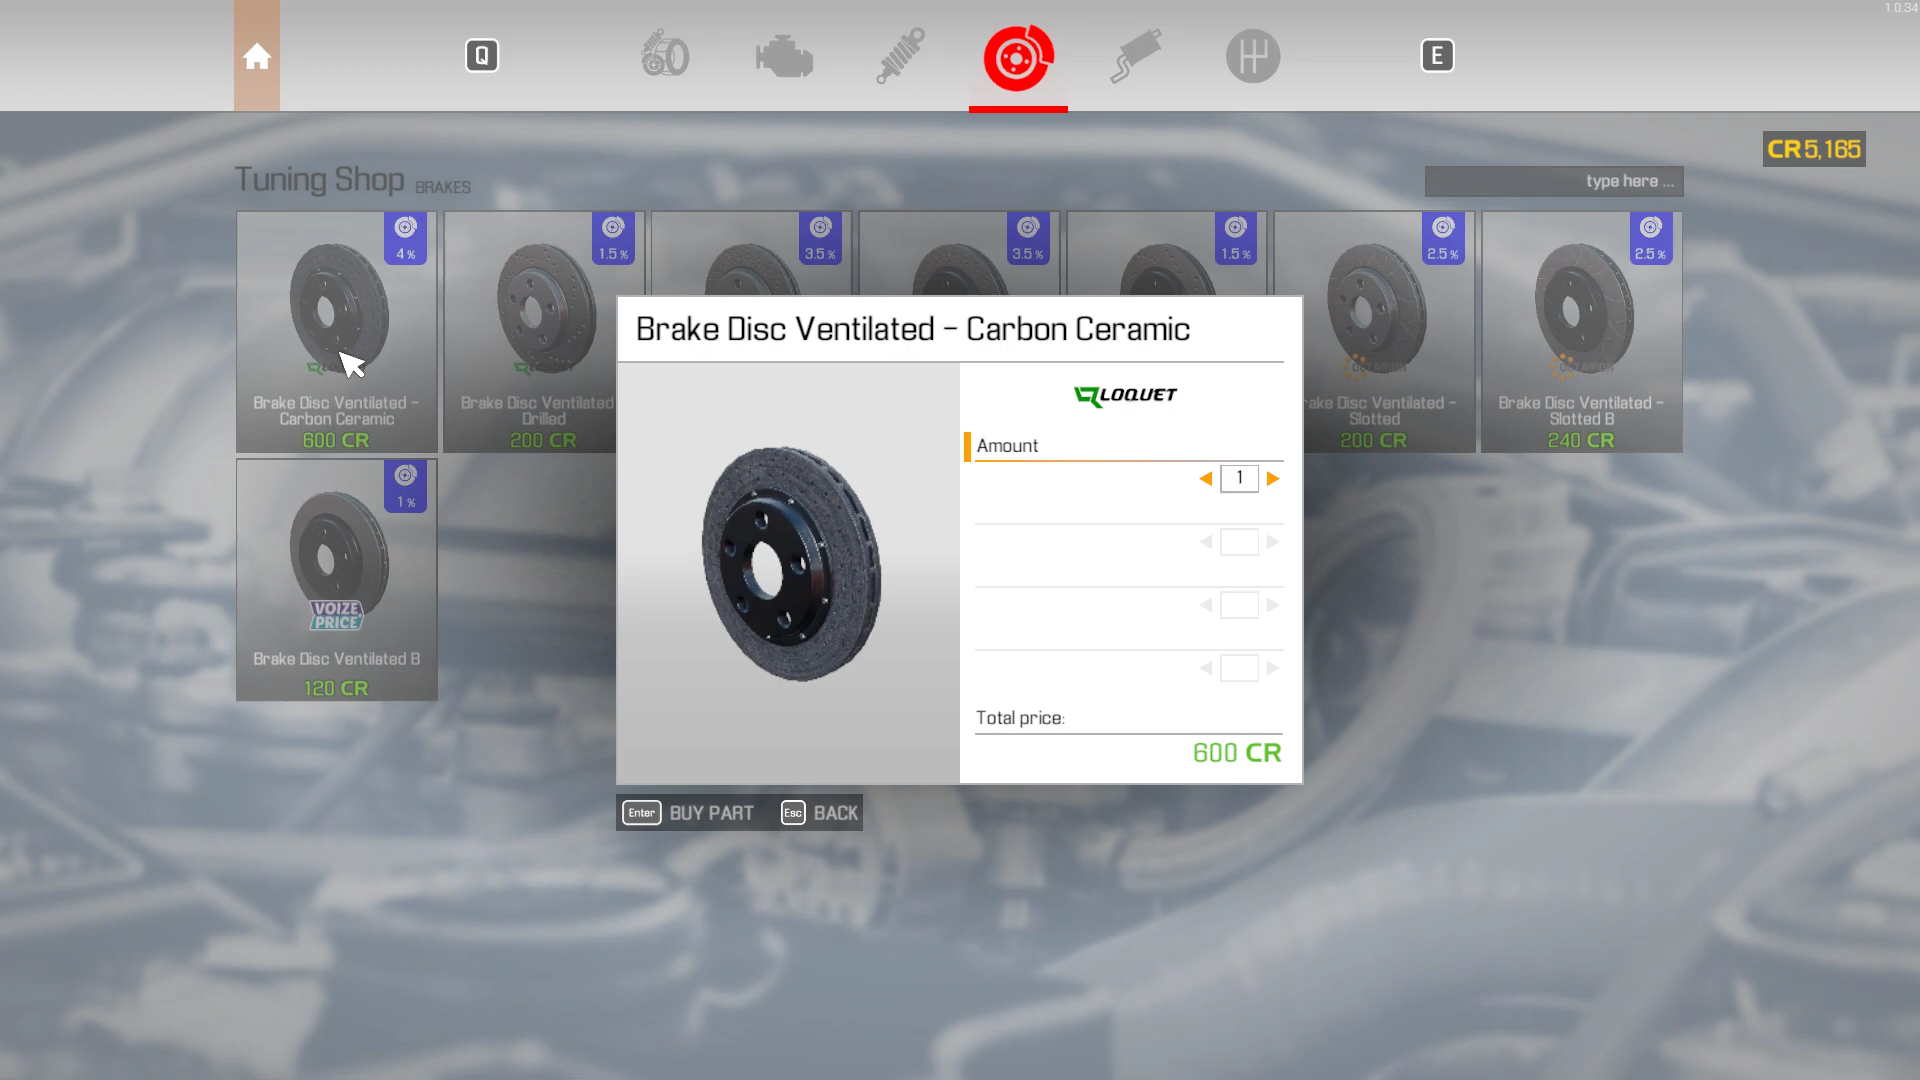 1.0.34
Q
E
CR 5,165
Tuning Shop BRAKES
type here ...
4 %
1.5 %
3.5 %
3.5 %
1.5 %
2.5 %
2.5 %
Brake Disc Ventilated –
Carbon Ceramic
600 CR
Brake Disc Ventilated
Drilled
200 CR
Brake Disc Ventilated – Carbon Ceramic
LOQUET
Amount
1
Total price:
600 CR
rake Disc Ventilated –
Slotted
200 CR
Brake Disc Ventilated –
Slotted B
240 CR
1 %
VOIZE
PRICE
Brake Disc Ventilated B
120 CR
Enter BUY PART Esc BACK